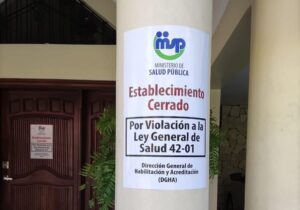 msp
MINISTERIO DE
SALUD PÚBLICA
Establecimiento
Cerrado
Por Violación a la
Ley General de
Salud 42-01
Dirección General de
Habilitación y Acreditación
(DGHA)